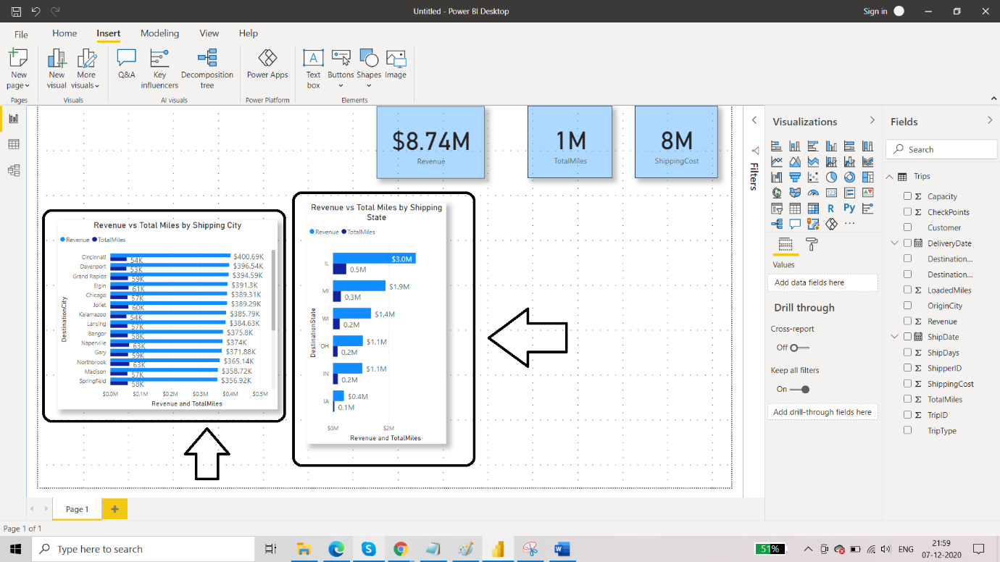 Untitled - Power BI Desktop
Sign in
File
Home
Insert
Modeling
View
Help
New
page
New
visual
More
visuals
Q&A
Key
influencers
Decomposition
tree
Power Apps
Text
box
Buttons
Shapes
Image
Pages
Visuals
AI visuals
Power Platform
Elements
$8.74M
Revenue
1M
TotalMiles
8M
ShippingCost
Revenue vs Total Miles by Shipping City
Revenue TotalMiles
DestinationCity
Cincinnati $400.69K
54K
Davenport $396.54K
53K
Grand Rapids $394.59K
59K
Elgin $391.3K
61K
Chicago $389.31K
57K
Joliet $389.29K
60K
Kalamazoo $385.79K
54K
Lansing $384.63K
57K
Bangor $375.8K
58K
Naperville $374K
63K
Gary $371.88K
59K
Northbrook $365.14K
63K
Madison $358.72K
57K
Springfield $356.92K
58K
$0.0M $0.1M $0.2M $0.3M $0.4M $0.5M
Revenue and TotalMiles
Revenue vs Total Miles by Shipping
State
Revenue TotalMiles
DestinationState
IL $3.0M
0.5M
MI $1.9M
0.3M
WI $1.4M
0.2M
OH $1.1M
0.2M
IN $1.1M
0.2M
IA $0.4M
0.1M
$0M $2M
Revenue and TotalMiles
Filters
Visualizations
123
R
Py
Values
Add data fields here
Drill through
Cross-report
Off
Keep all filters
On
Add drill-through fields here
Fields
Search
Trips
Capacity
CheckPoints
Customer
DeliveryDate
Destination...
Destination...
LoadedMiles
OriginCity
Revenue
ShipDate
ShipDays
ShipperID
ShippingCost
TotalMiles
TripID
TripType
Page 1
Page 1 of 1
Type here to search
51%
ENG
21:59
07-12-2020